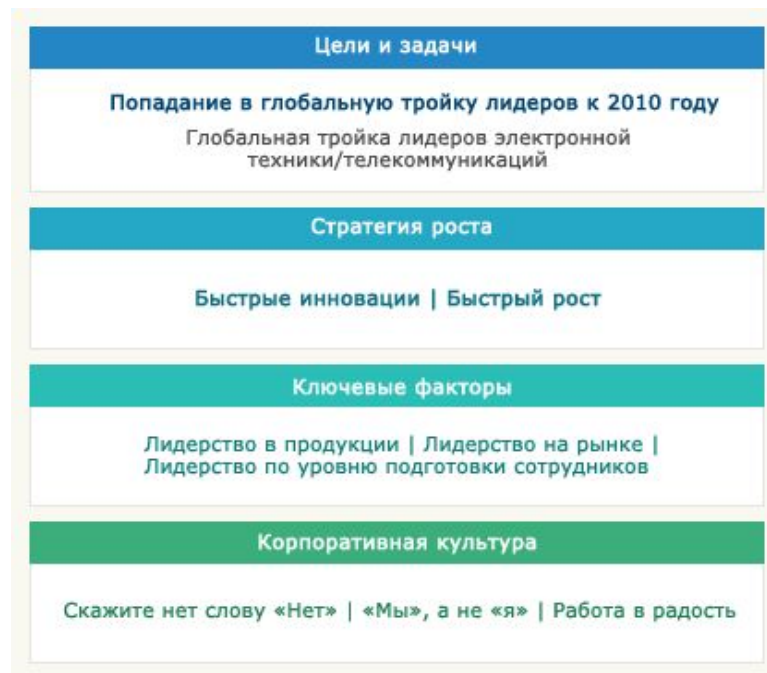 Цели и задачи
Попадание в глобальную тройку лидеров к 2010 году
Глобальная тройка лидеров электронной
техники/телекоммуникаций
Стратегия роста
Быстрые инновации | Быстрый рост
Ключевые факторы
Лидерство в продукции | Лидерство на рынке |
Лидерство по уровню подготовки сотрудников
Корпоративная культура
Скажите нет слову «Нет» | «Мы», а не «я» | Работа в радость